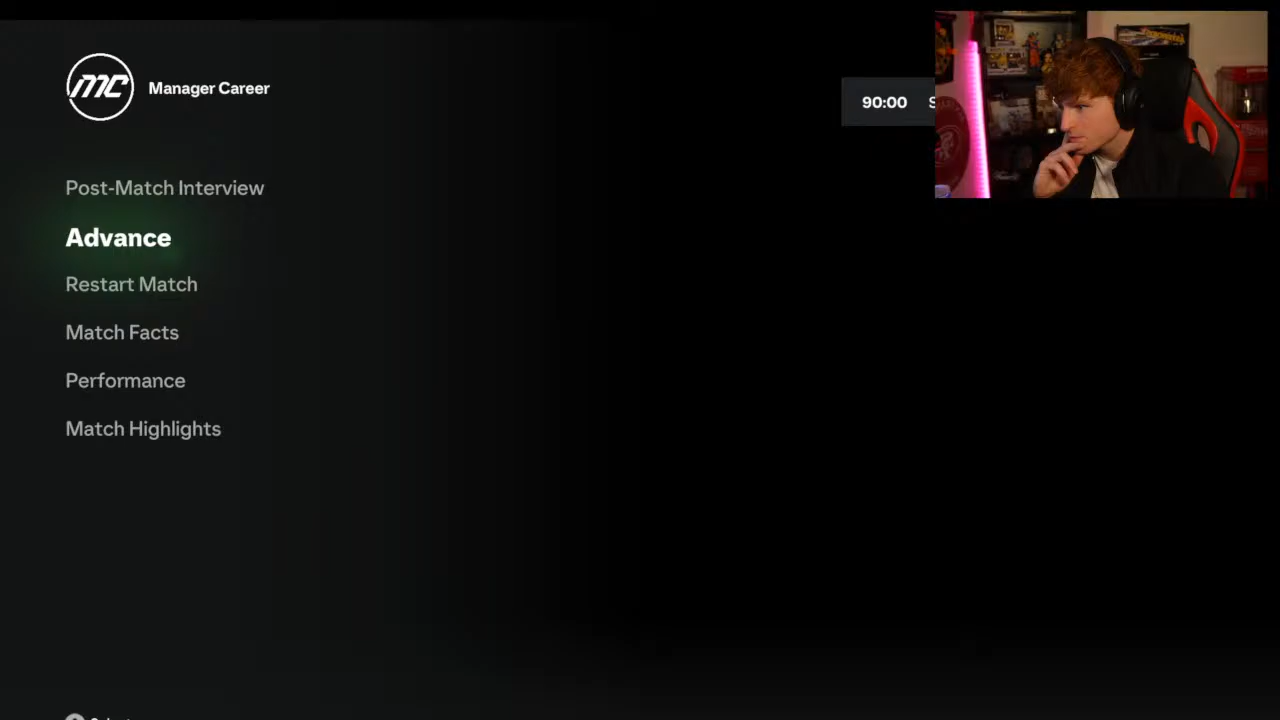 MC
Manager Career
90:00 S
Post-Match Interview
Advance
Restart Match
Match Facts
Performance
Match Highlights